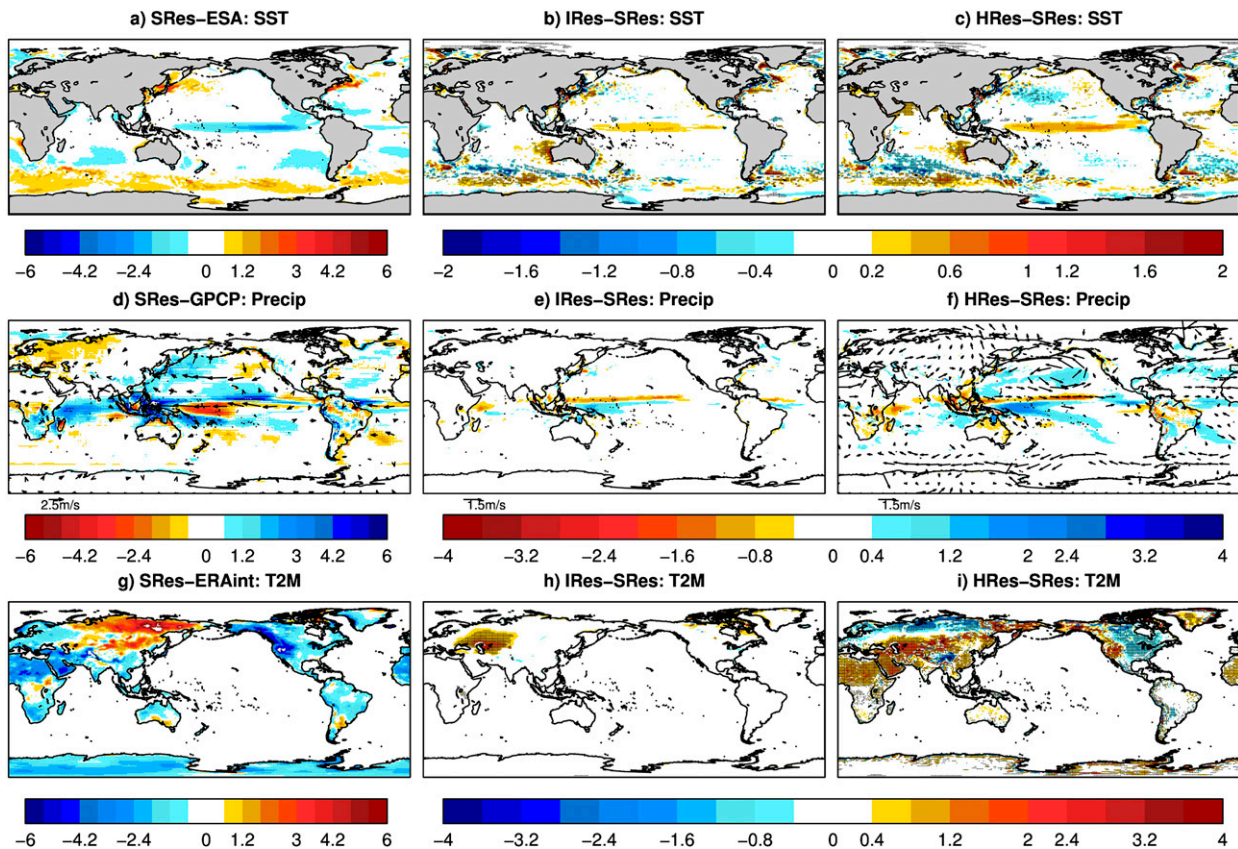 a) SRes−ESA: SST b) IRes−SRes: SST c) HRes−SRes: SST
−6 −4.2 −2.4 0 1.2 3 4.2 6 −2 −1.6 −0.8 −0.4 0 0.2 0.6 1 1.2 1.6 2
d) SRes−GPCP: Precip e) IRes−SRes: Precip f) HRes−SRes: Precip
2.5m/s 1.5m/s 1.5m/s
−6 −4.2 −2.4 0 1.2 3 4.2 6 −4 −3.2 −2.4 −1.6 −0.8 0 0.4 1.2 2 2.4 3.2 4
g) SRes−ERAint: T2M h) IRes−SRes: T2M i) HRes−SRes: T2M
−6 −4.2 −2.4 0 1.2 3 4.2 6 −4 −3.2 −2.4 −1.6 −0.8 0 0.4 1.2 2 2.4 3.2 4